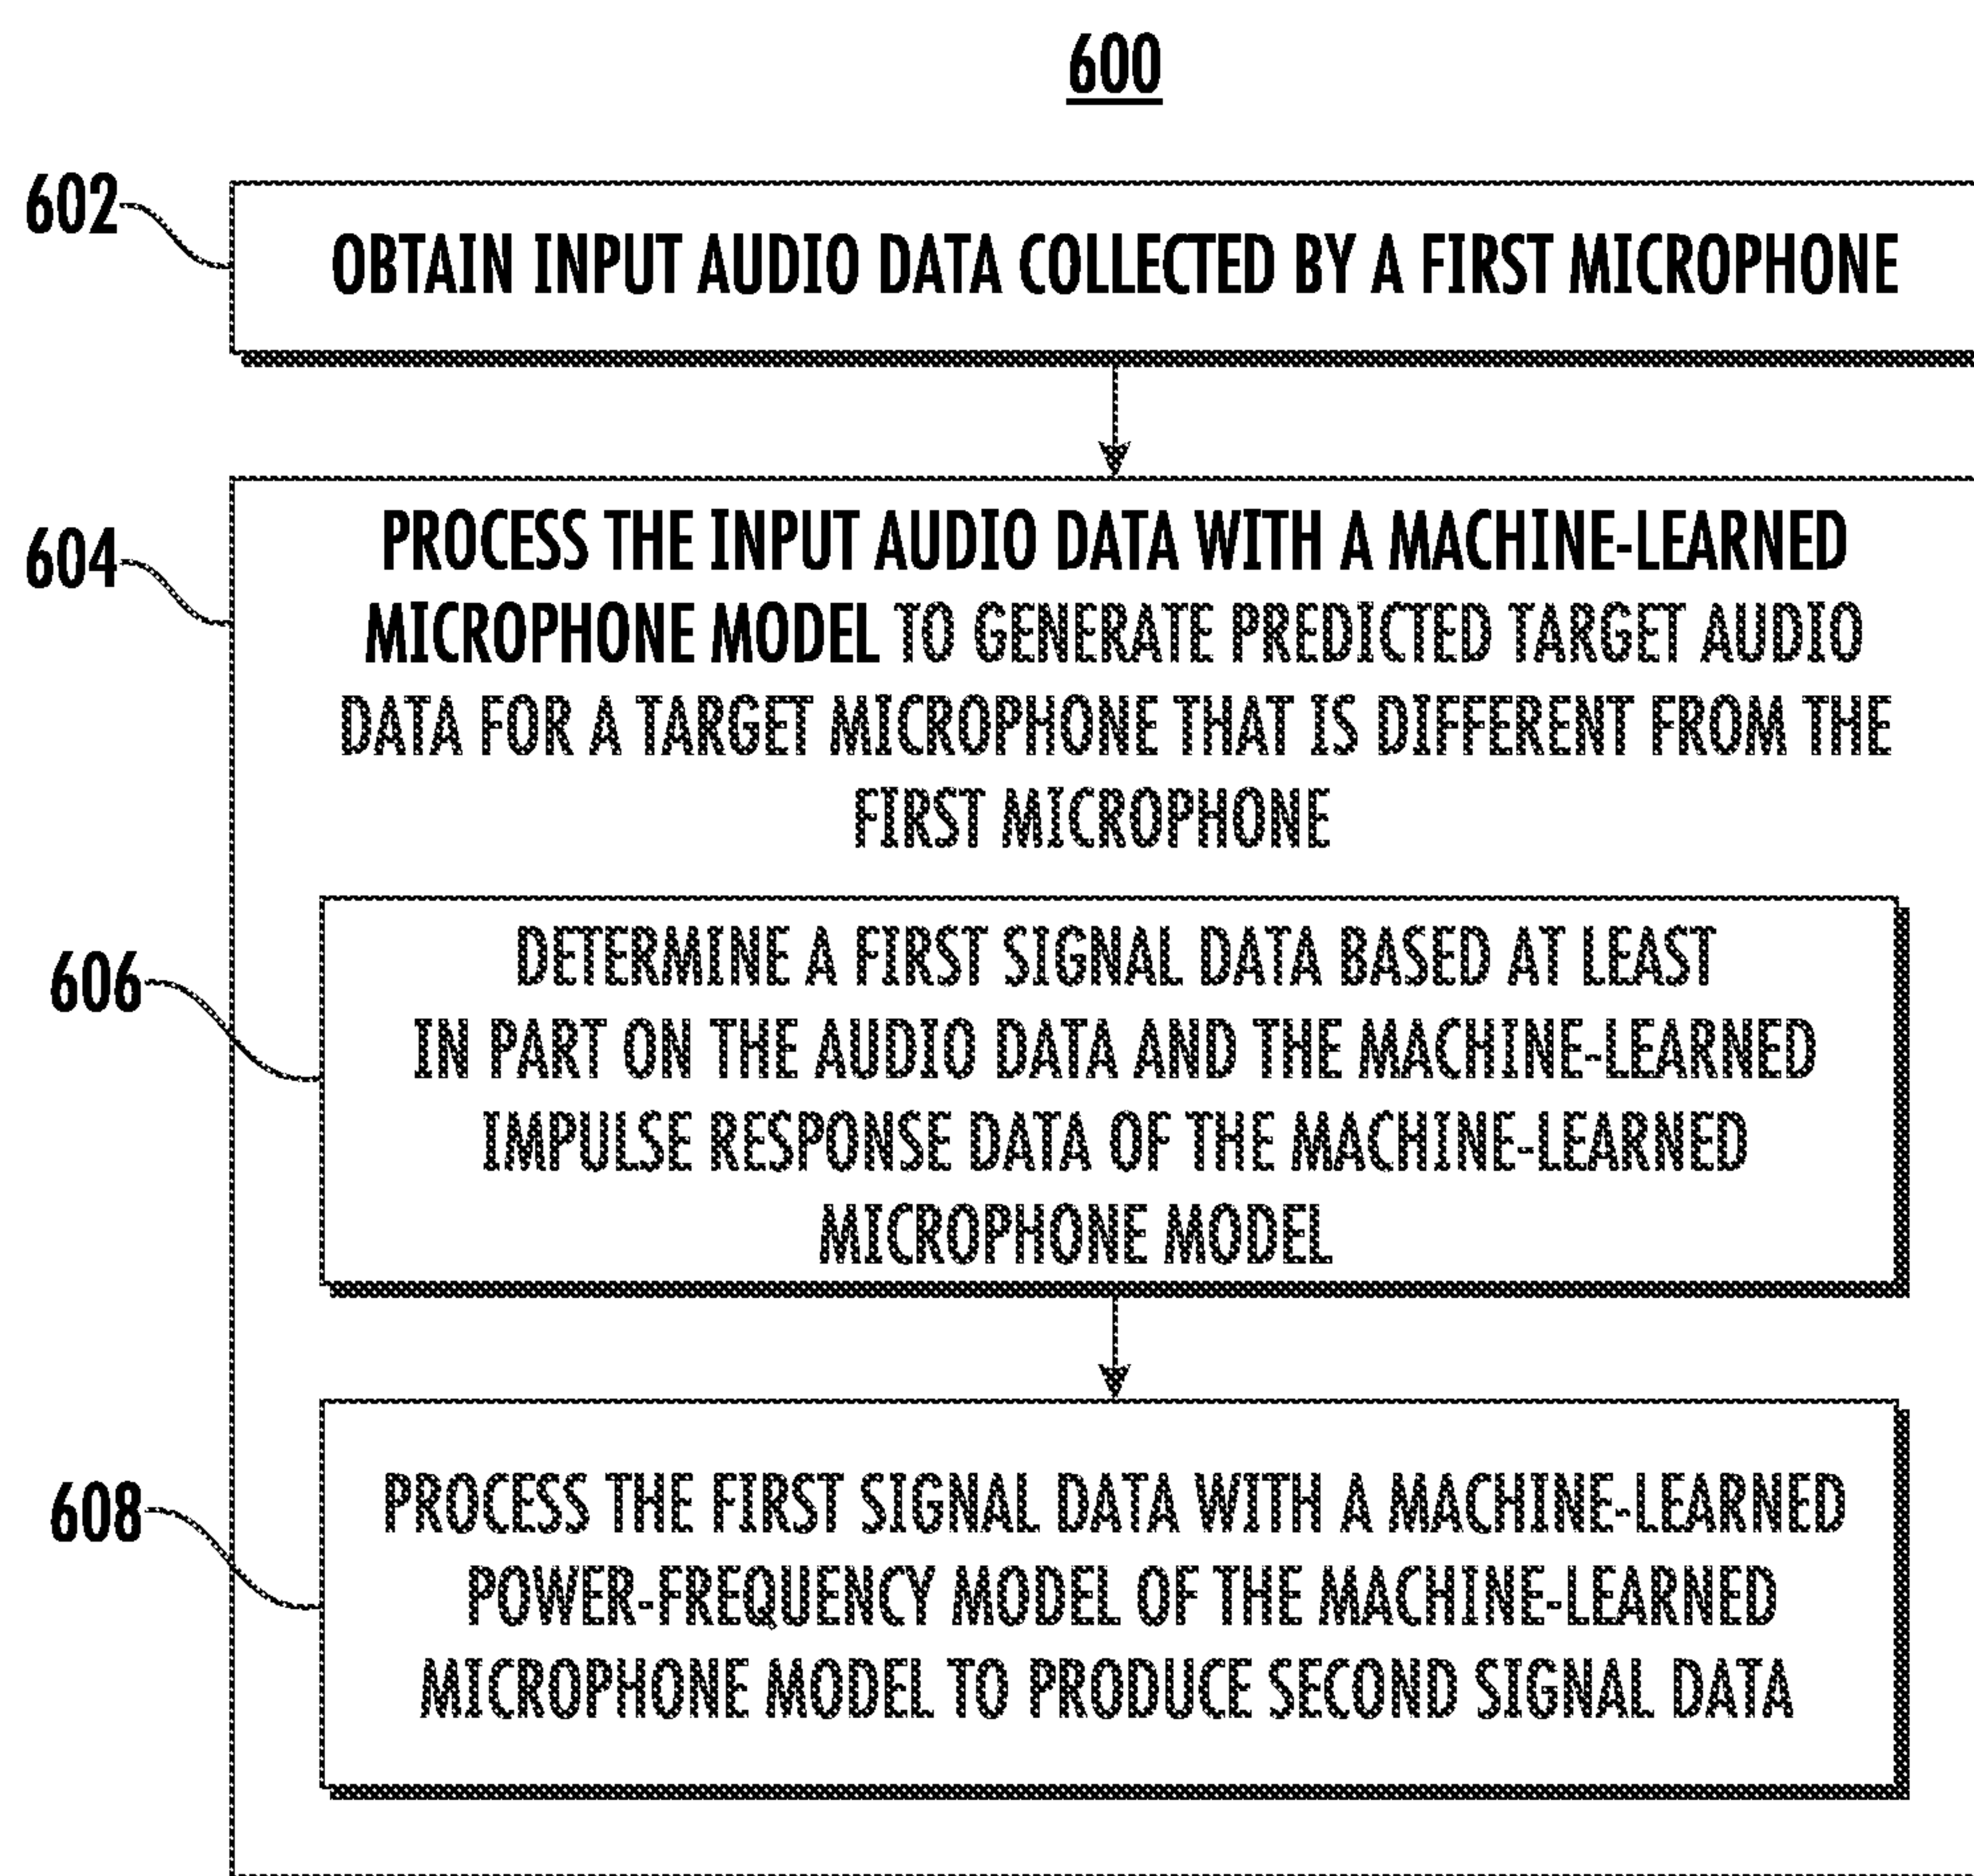 600
602
OBTAIN INPUT AUDIO DATA COLLECTED BY A FIRST MICROPHONE
604
PROCESS THE INPUT AUDIO DATA WITH A MACHINE-LEARNED
MICROPHONE MODEL TO GENERATE PREDICTED TARGET AUDIO
DATA FOR A TARGET MICROPHONE THAT IS DIFFERENT FROM THE
FIRST MICROPHONE
606
DETERMINE A FIRST SIGNAL DATA BASED AT LEAST
IN PART ON THE AUDIO DATA AND THE MACHINE-LEARNED
IMPULSE RESPONSE DATA OF THE MACHINE-LEARNED
MICROPHONE MODEL
608
PROCESS THE FIRST SIGNAL DATA WITH A MACHINE-LEARNED
POWER-FREQUENCY MODEL OF THE MACHINE-LEARNED
MICROPHONE MODEL TO PRODUCE SECOND SIGNAL DATA